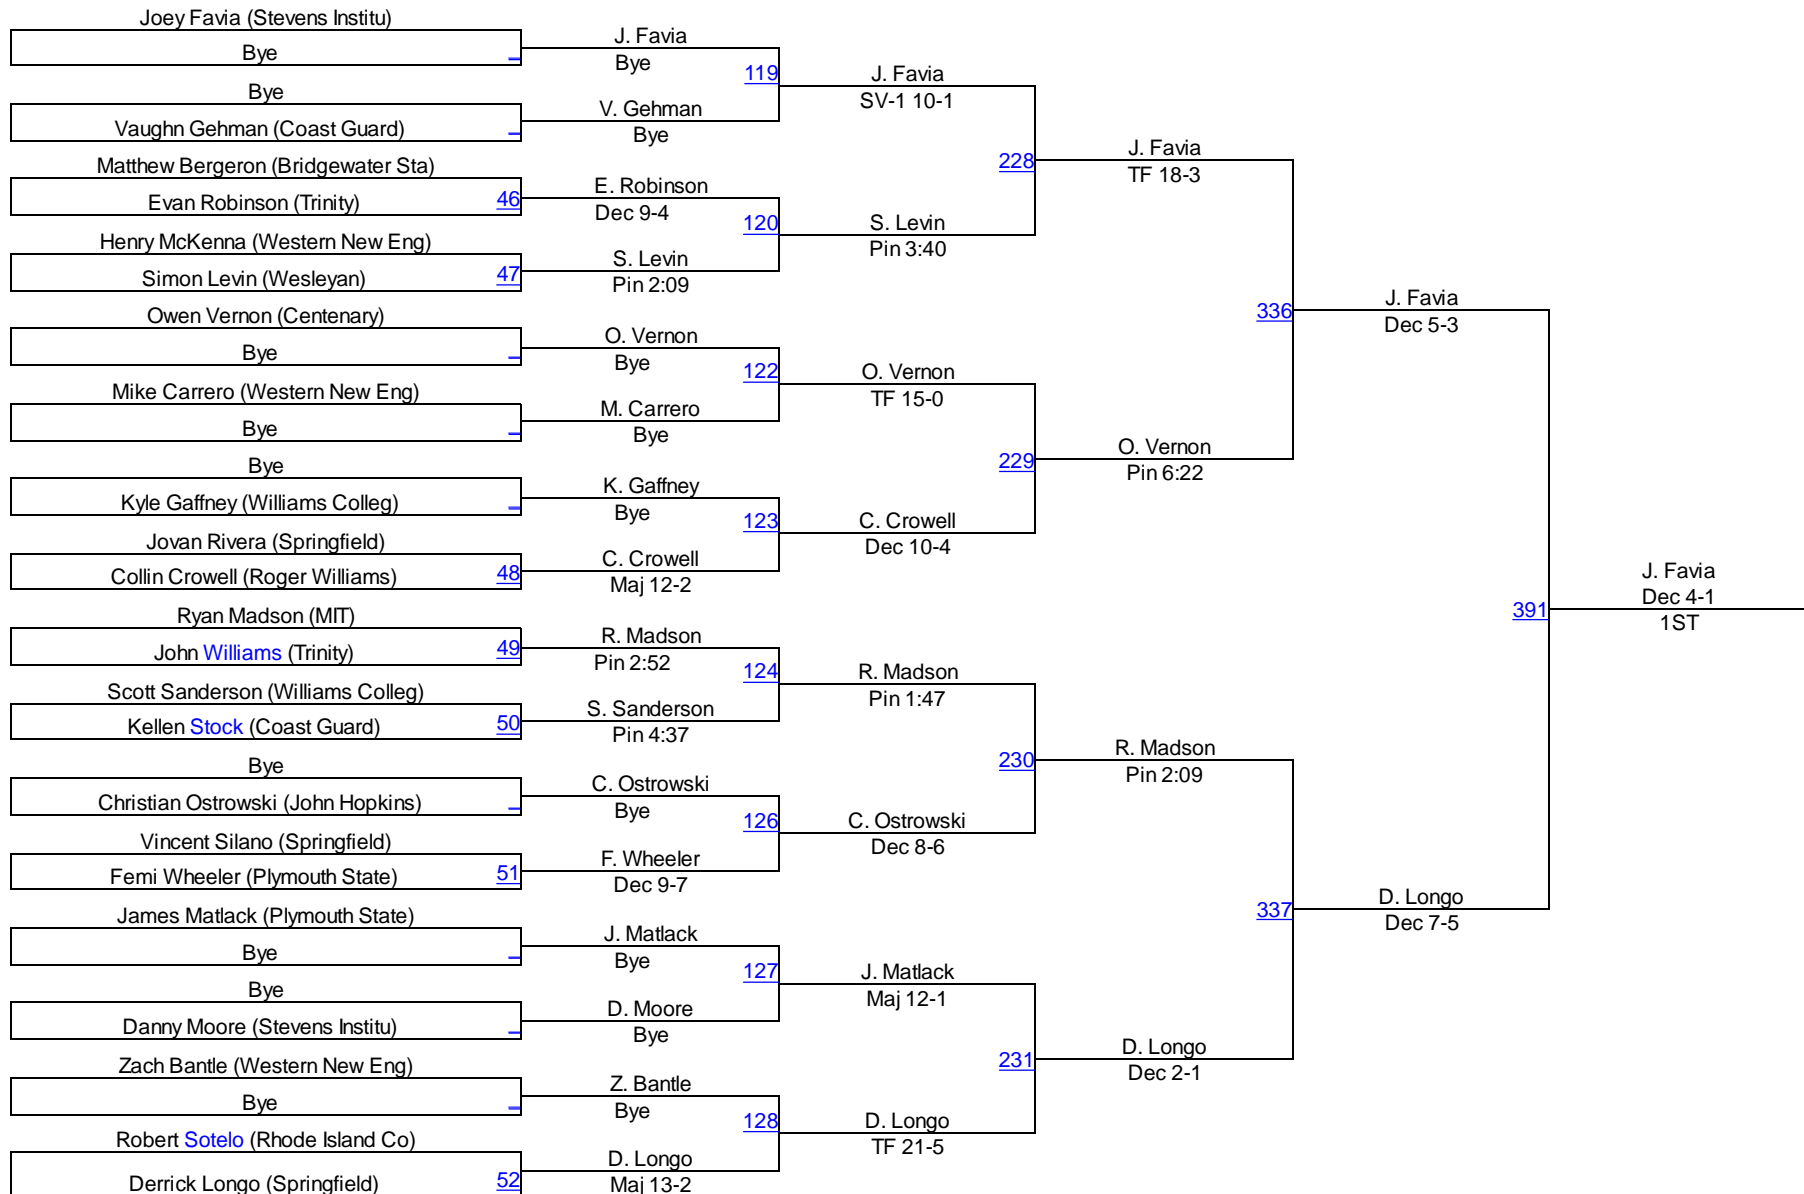 Joey Favia (Stevens Institu)
Bye
Bye
Vaughn Gehman (Coast Guard)
Matthew Bergeron (Bridgewater Sta)
Evan Robinson (Trinity) 46
Henry McKenna (Western New Eng)
Simon Levin (Wesleyan) 47
Owen Vernon (Centenary)
Bye
Mike Carrero (Western New Eng)
Bye
Bye
Kyle Gaffney (Williams Colleg)
Jovan Rivera (Springfield)
Collin Crowell (Roger Williams) 48
Ryan Madson (MIT)
John Williams (Trinity) 49
Scott Sanderson (Williams Colleg)
Kellen Stock (Coast Guard) 50
Bye
Christian Ostrowski (John Hopkins)
Vincent Silano (Springfield)
Femi Wheeler (Plymouth State) 51
James Matlack (Plymouth State)
Bye
Bye
Danny Moore (Stevens Institu)
Zach Bantle (Western New Eng)
Bye
Robert Sotelo (Rhode Island Co)
Derrick Longo (Springfield) 52
J. Favia
Bye
119
V. Gehman
Bye
E. Robinson
Dec 9-4
120
S. Levin
Pin 2:09
O. Vernon
Bye
122
M. Carrero
Bye
K. Gaffney
Bye
123
C. Crowell
Maj 12-2
R. Madson
Pin 2:52
124
S. Sanderson
Pin 4:37
C. Ostrowski
Bye
126
F. Wheeler
Dec 9-7
J. Matlack
Bye
127
D. Moore
Bye
Z. Bantle
Bye
128
D. Longo
Maj 13-2
J. Favia
SV-1 10-1
228
S. Levin
Pin 3:40
O. Vernon
TF 15-0
229
C. Crowell
Dec 10-4
R. Madson
Pin 1:47
230
C. Ostrowski
Dec 8-6
J. Matlack
Maj 12-1
231
D. Longo
TF 21-5
J. Favia
TF 18-3
336
O. Vernon
Pin 6:22
R. Madson
Pin 2:09
337
D. Longo
Dec 2-1
J. Favia
Dec 5-3
391
D. Longo
Dec 7-5
J. Favia
Dec 4-1
1ST